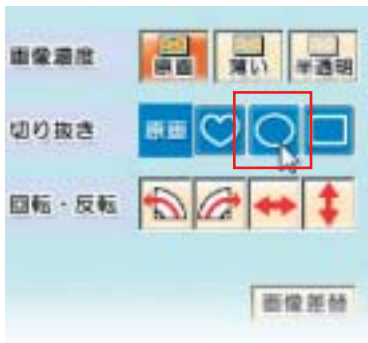 画像濃度 原画 薄い 半透明
切り抜き 原画
回転・反転
画像差替